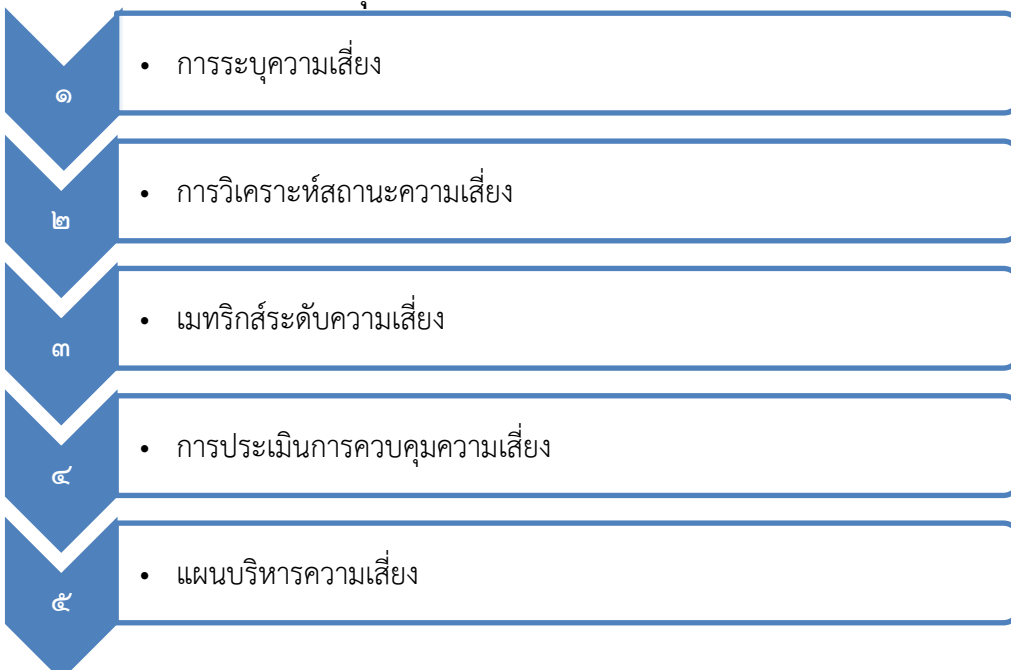 ๑
• การระบุความเสี่ยง
๒
• การวิเคราะห์สถานะความเสี่ยง
๓
• เมทริกส์ระดับความเสี่ยง
๔
• การประเมินการควบคุมความเสี่ยง
๕
• แผนบริหารความเสี่ยง